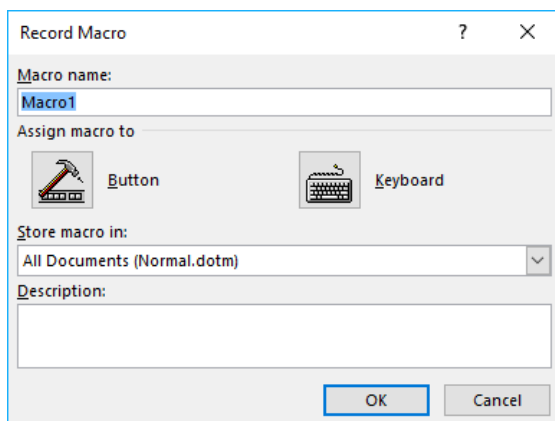 Record Macro ?
Macro name:
Macro1
Assign macro to
Button Keyboard
Store macro in:
All Documents (Normal.dotm)
Description:
OK Cancel